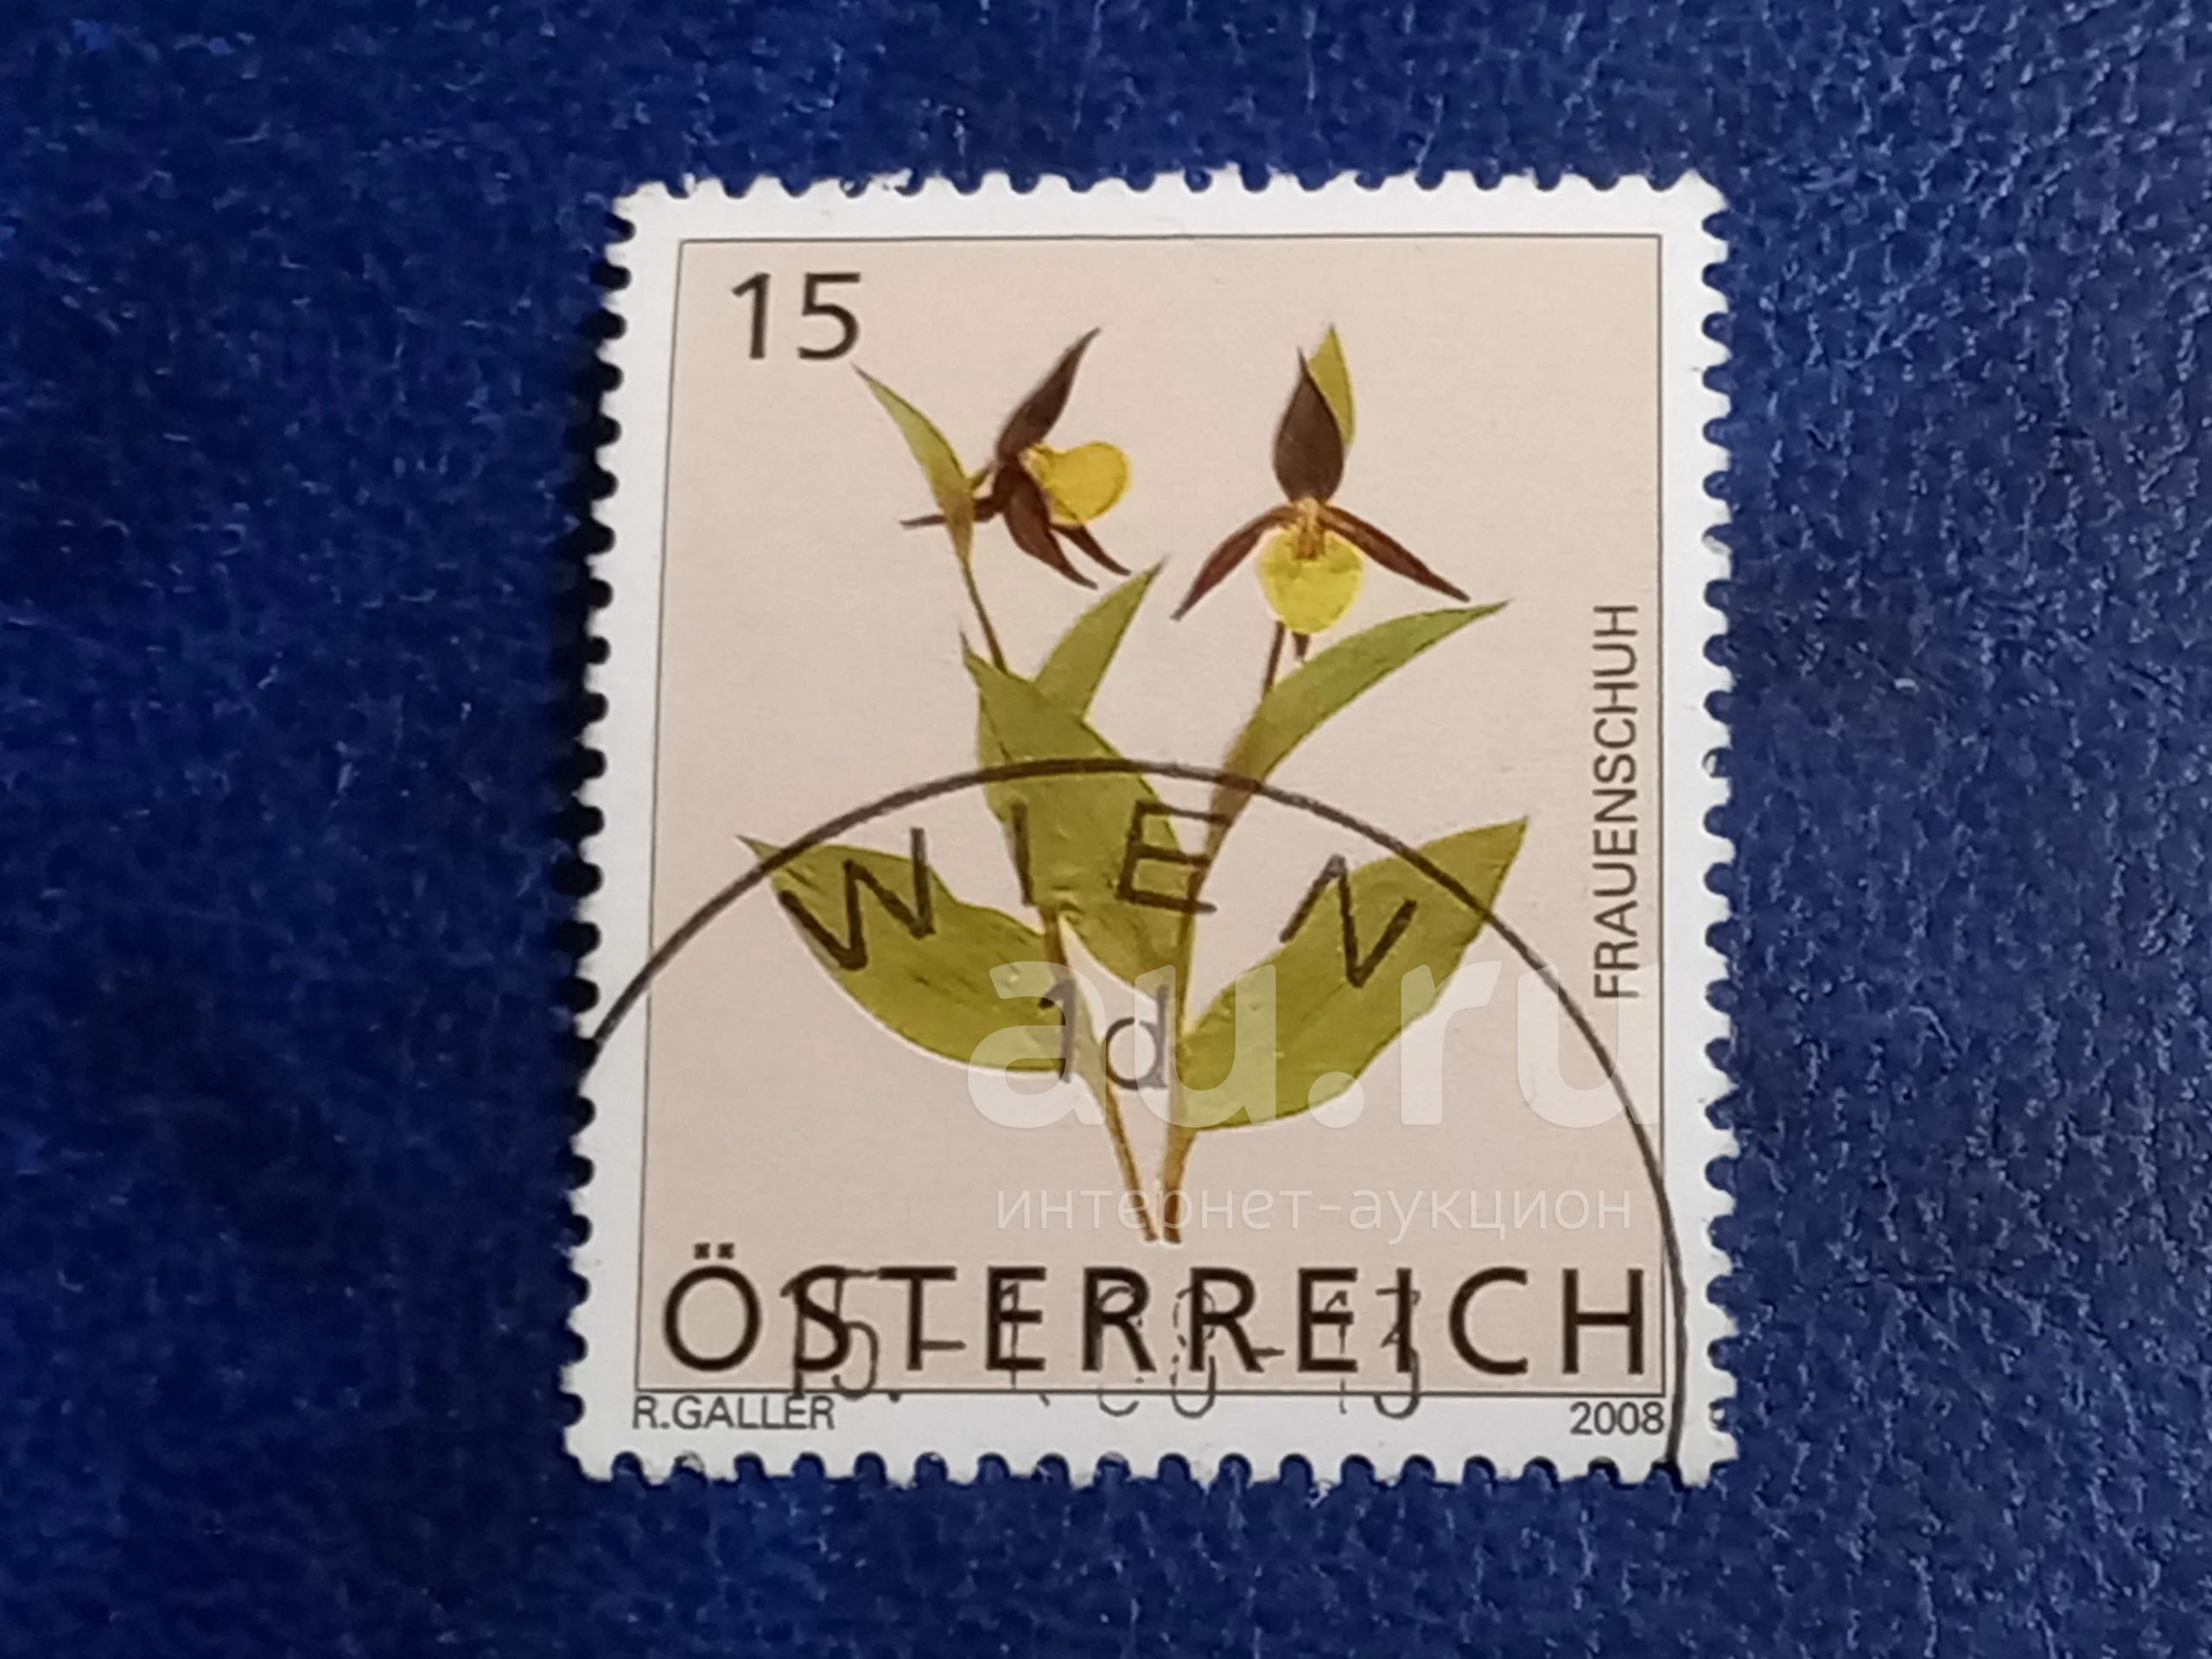 15
FRAUENSCHUH
WIEN
1d
au.ru
интернет-аукцион
ÖSTERREICH
R.GALLER
2008